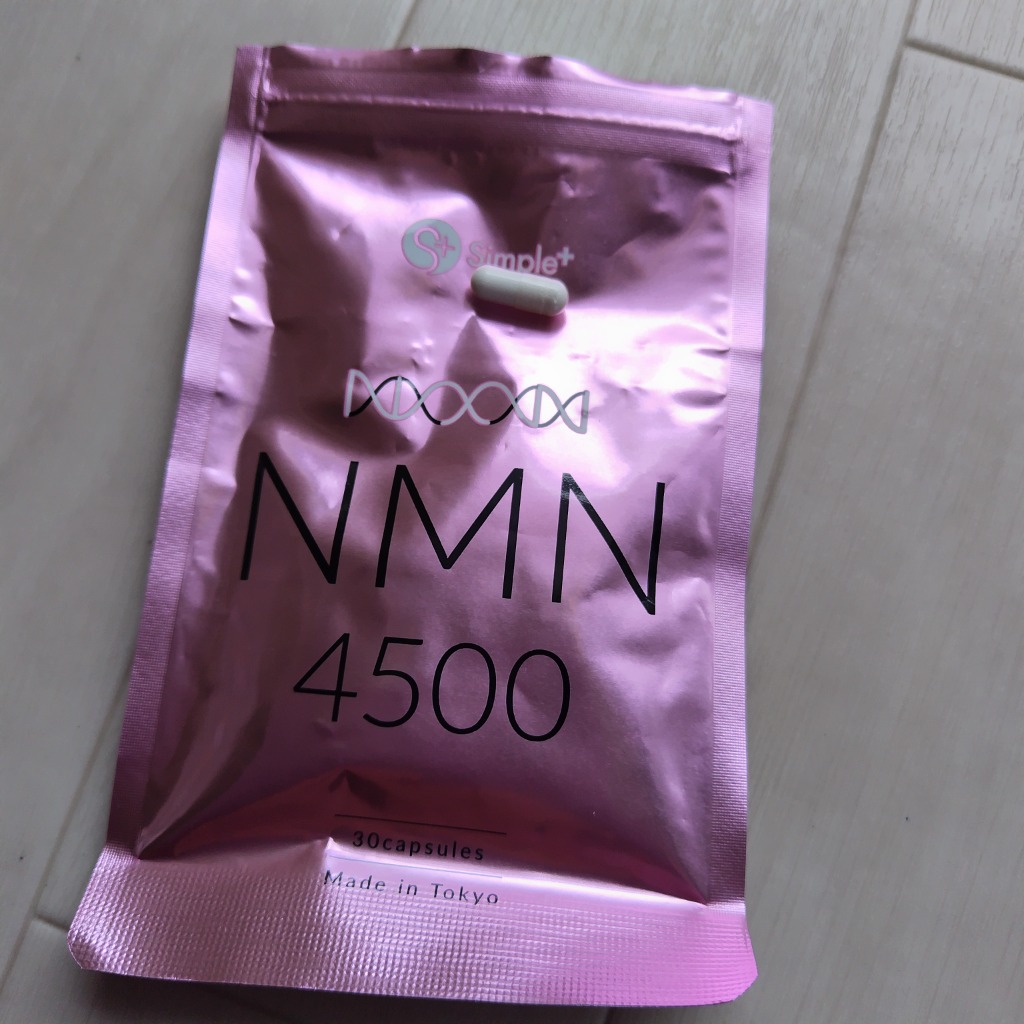 Simple+
NMN
4500
30capsules
Made in Tokyo